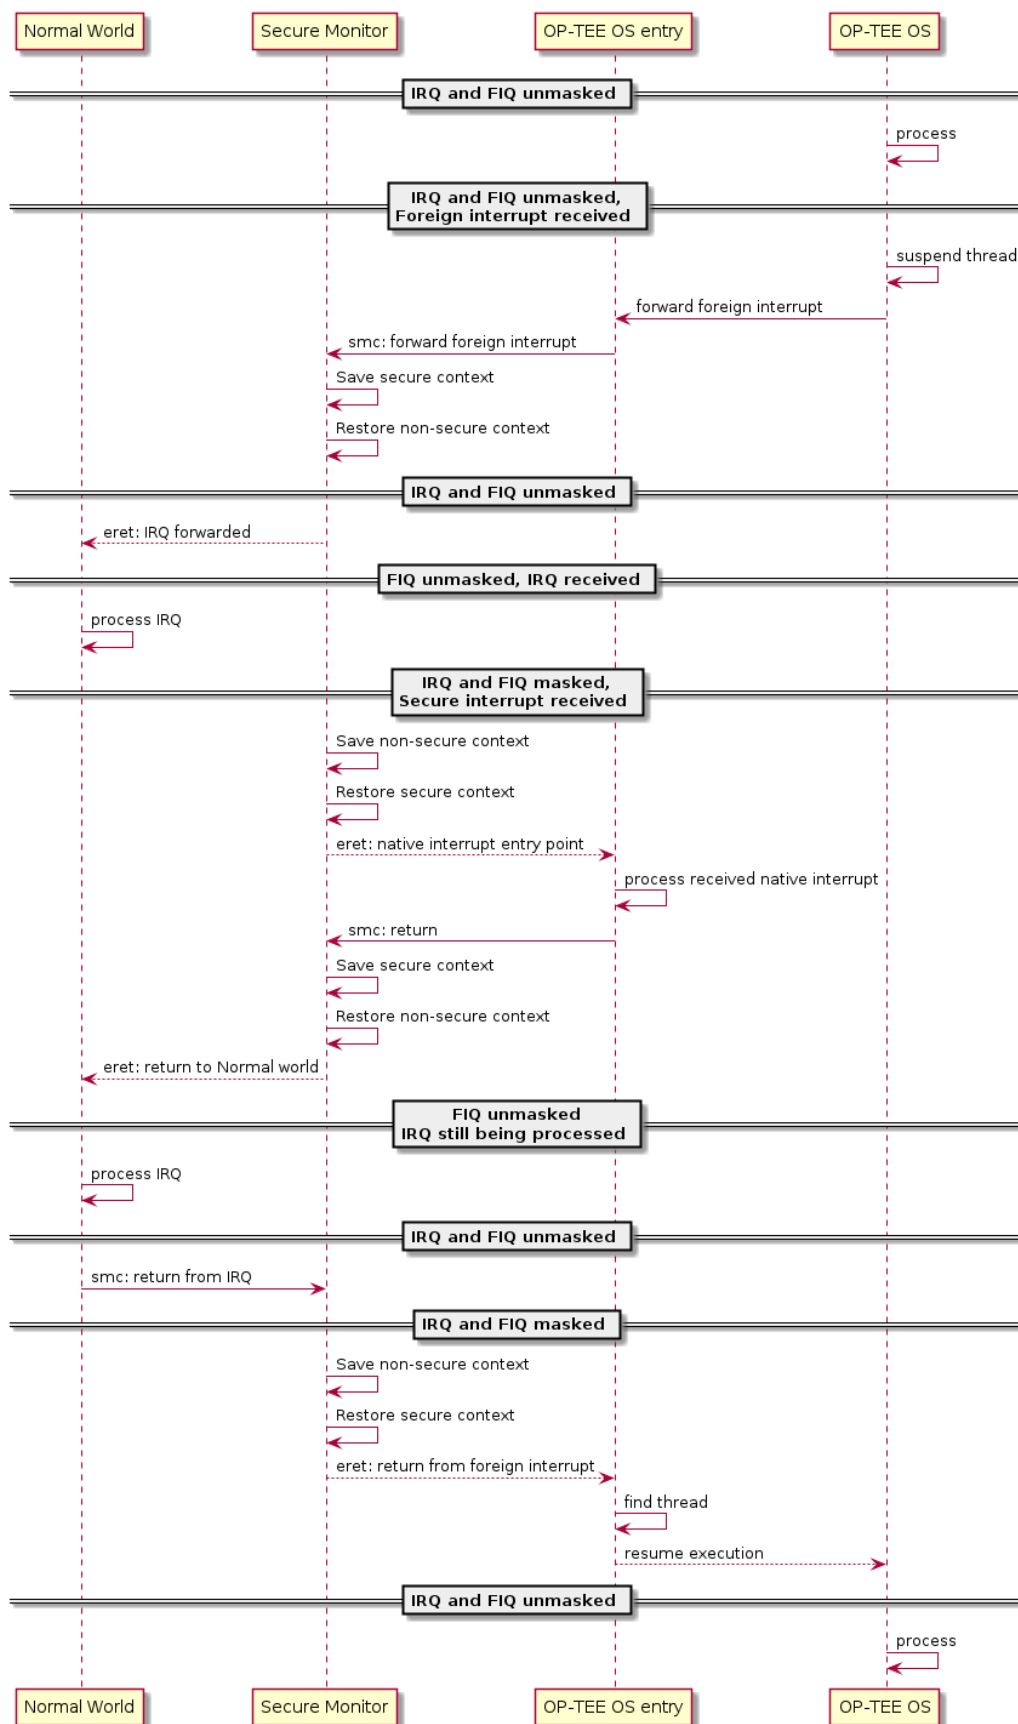 Normal World
Secure Monitor
OP-TEE OS entry
OP-TEE OS
IRQ and FIQ unmasked
process
IRQ and FIQ unmasked,
Foreign interrupt received
suspend thread
forward foreign interrupt
smc: forward foreign interrupt
Save secure context
Restore non-secure context
IRQ and FIQ unmasked
eret: IRQ forwarded
FIQ unmasked, IRQ received
process IRQ
IRQ and FIQ masked,
Secure interrupt received
Save non-secure context
Restore secure context
eret: native interrupt entry point
process received native interrupt
smc: return
Save secure context
Restore non-secure context
eret: return to Normal world
FIQ unmasked
IRQ still being processed
process IRQ
IRQ and FIQ unmasked
smc: return from IRQ
IRQ and FIQ masked
Save non-secure context
Restore secure context
eret: return from foreign interrupt
find thread
resume execution
IRQ and FIQ unmasked
process
Normal World
Secure Monitor
OP-TEE OS entry
OP-TEE OS